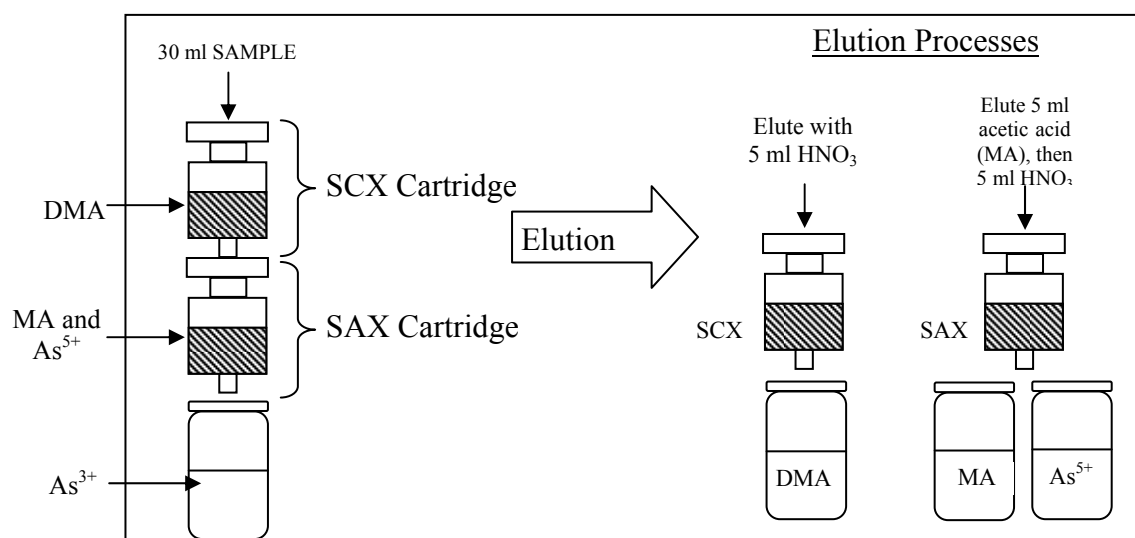 Elution Processes
30 ml SAMPLE
SCX Cartridge
DMA
SAX Cartridge
MA and
As⁵⁺
As³⁺
Elution
Elute with
5 ml HNO₃
SCX
DMA
Elute 5 ml
acetic acid
(MA), then
5 ml HNO₃
SAX
MA
As⁵⁺